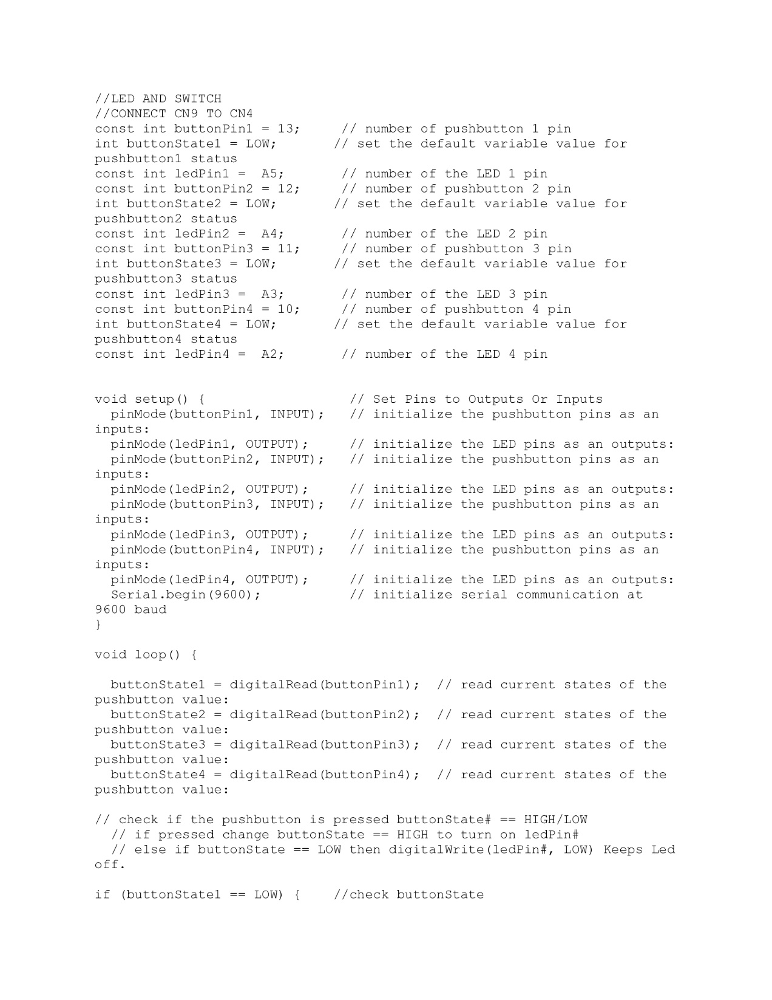 //LED AND SWITCH
//CONNECT CN9 TO CN4
const int buttonPin1 = 13;     // number of pushbutton 1 pin
int buttonState1 = LOW;       // set the default variable value for
pushbutton1 status
const int ledPin1 =  A5;       // number of the LED 1 pin
const int buttonPin2 = 12;     // number of pushbutton 2 pin
int buttonState2 = LOW;       // set the default variable value for
pushbutton2 status
const int ledPin2 =  A4;       // number of the LED 2 pin
const int buttonPin3 = 11;     // number of pushbutton 3 pin
int buttonState3 = LOW;       // set the default variable value for
pushbutton3 status
const int ledPin3 =  A3;       // number of the LED 3 pin
const int buttonPin4 = 10;     // number of pushbutton 4 pin
int buttonState4 = LOW;       // set the default variable value for
pushbutton4 status
const int ledPin4 =  A2;       // number of the LED 4 pin

void setup() {                  // Set Pins to Outputs Or Inputs
  pinMode(buttonPin1, INPUT);   // initialize the pushbutton pins as an
inputs:
  pinMode(ledPin1, OUTPUT);     // initialize the LED pins as an outputs:
  pinMode(buttonPin2, INPUT);   // initialize the pushbutton pins as an
inputs:
  pinMode(ledPin2, OUTPUT);     // initialize the LED pins as an outputs:
  pinMode(buttonPin3, INPUT);   // initialize the pushbutton pins as an
inputs:
  pinMode(ledPin3, OUTPUT);     // initialize the LED pins as an outputs:
  pinMode(buttonPin4, INPUT);   // initialize the pushbutton pins as an
inputs:
  pinMode(ledPin4, OUTPUT);     // initialize the LED pins as an outputs:
  Serial.begin(9600);           // initialize serial communication at
9600 baud
}

void loop() {

  buttonState1 = digitalRead(buttonPin1);  // read current states of the
pushbutton value:
  buttonState2 = digitalRead(buttonPin2);  // read current states of the
pushbutton value:
  buttonState3 = digitalRead(buttonPin3);  // read current states of the
pushbutton value:
  buttonState4 = digitalRead(buttonPin4);  // read current states of the
pushbutton value:

// check if the pushbutton is pressed buttonState# == HIGH/LOW
  // if pressed change buttonState == HIGH to turn on ledPin#
  // else if buttonState == LOW then digitalWrite(ledPin#, LOW) Keeps Led
off.

if (buttonState1 == LOW) {    //check buttonState